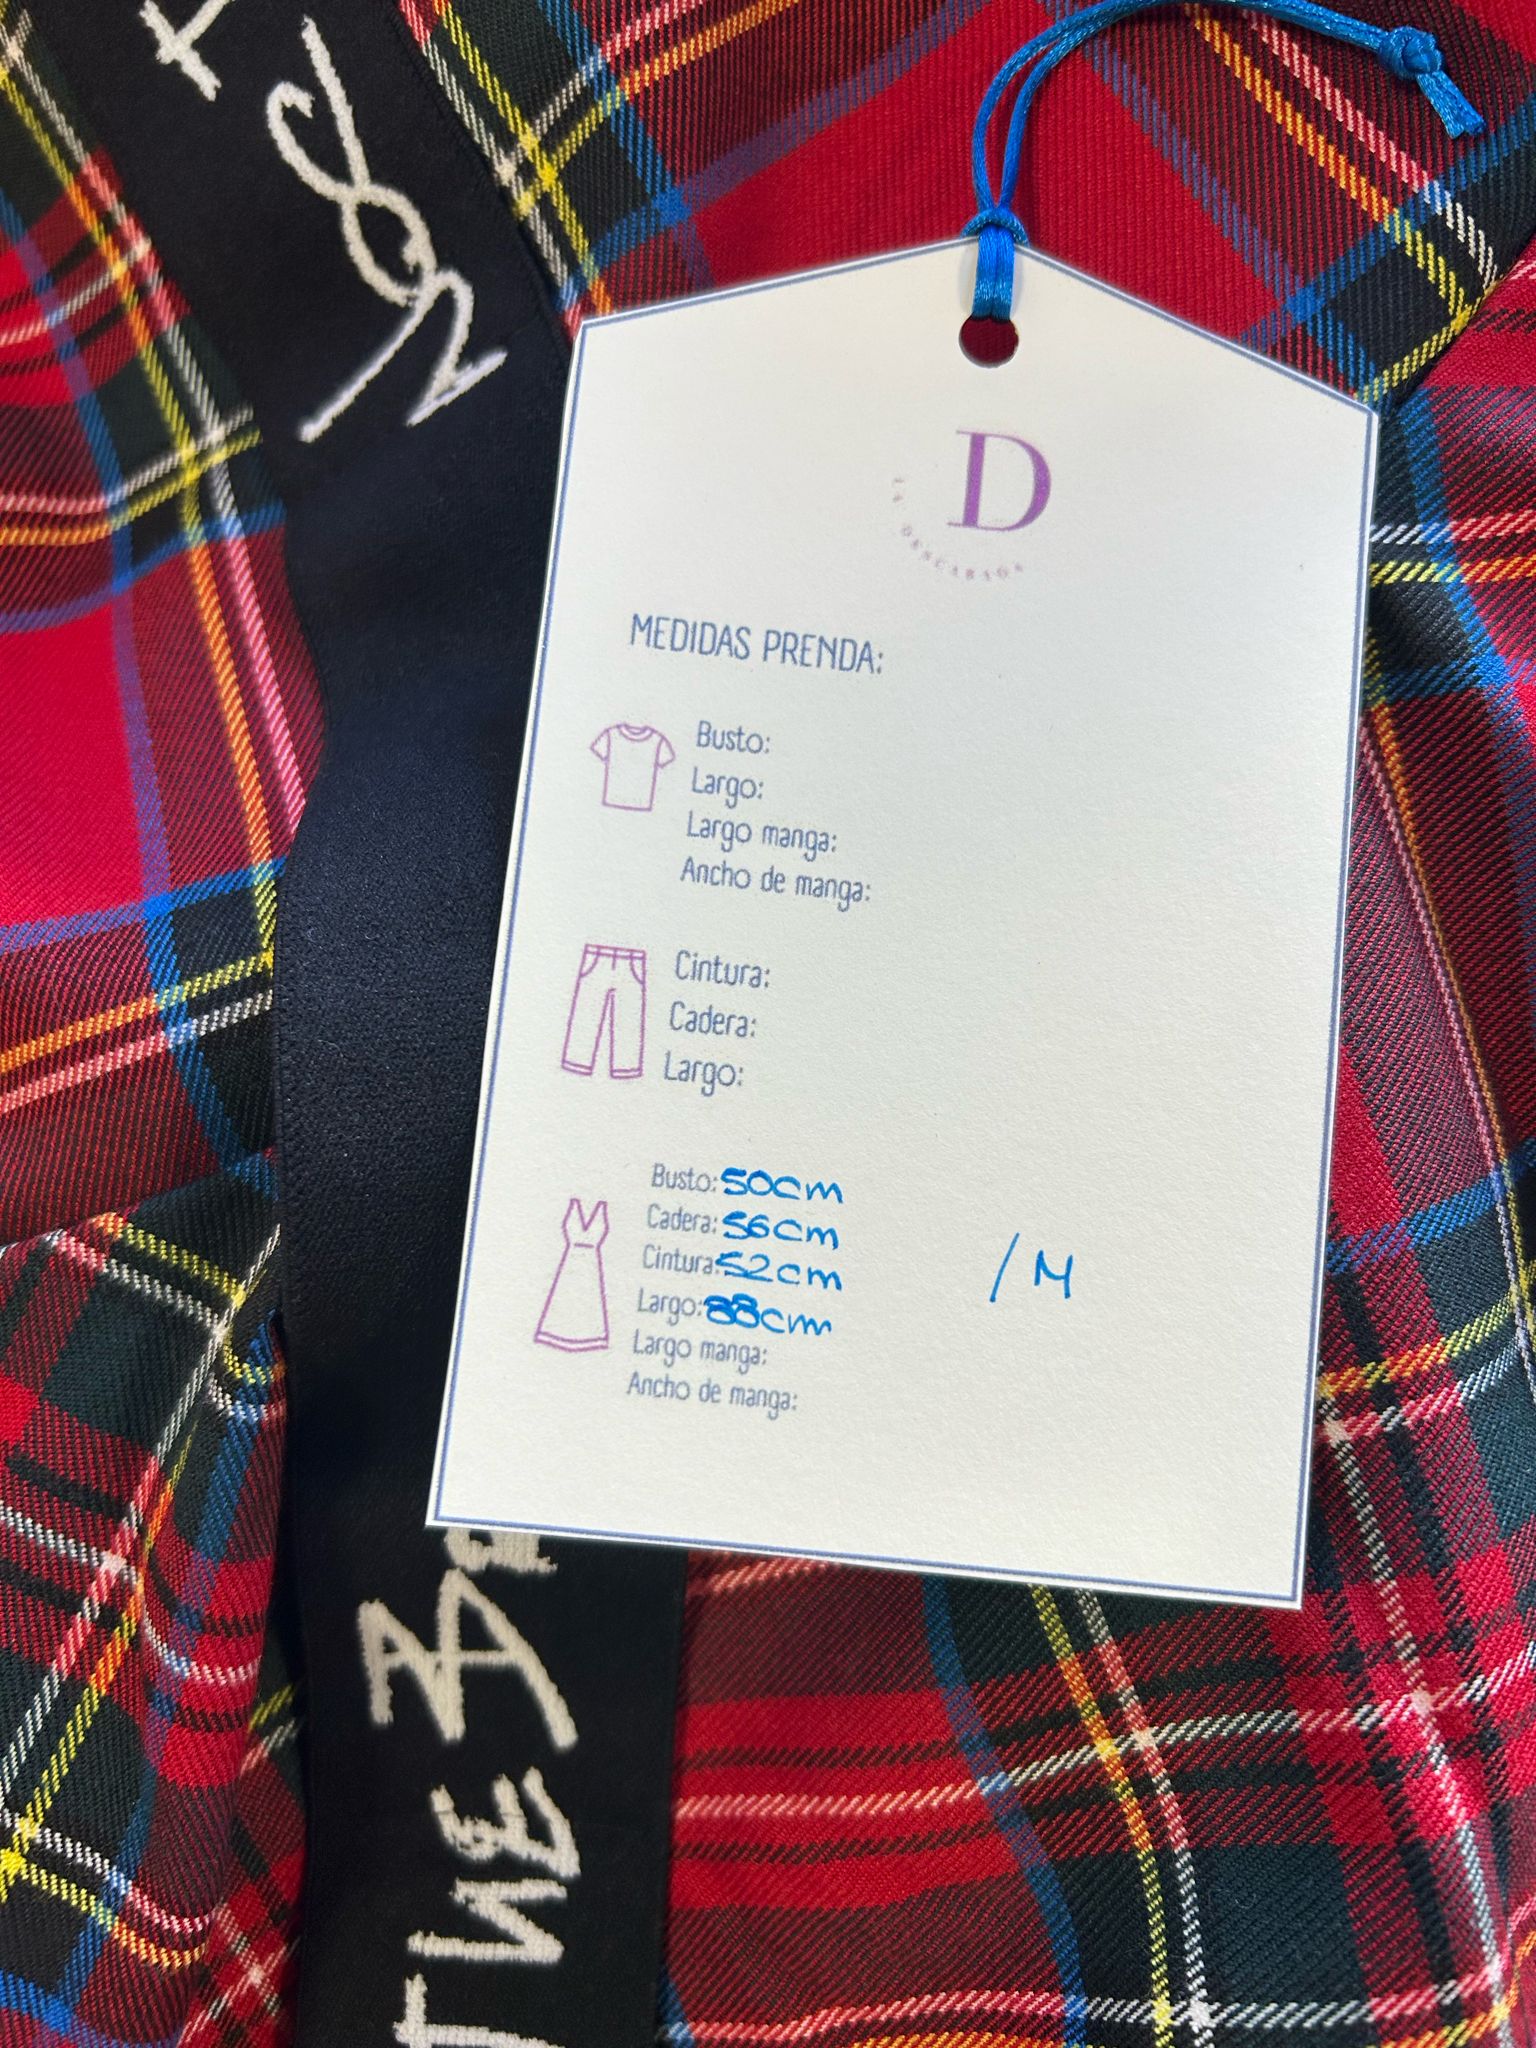 D
LA DESCARADA
MEDIDAS PRENDA:
Busto:
Largo:
Largo manga:
Ancho de manga:
Cintura:
Cadera:
Largo:
Busto: 50cm
Cadera: 56cm
Cintura: 52cm
Largo: 88cm
/M
Largo manga:
Ancho de manga: